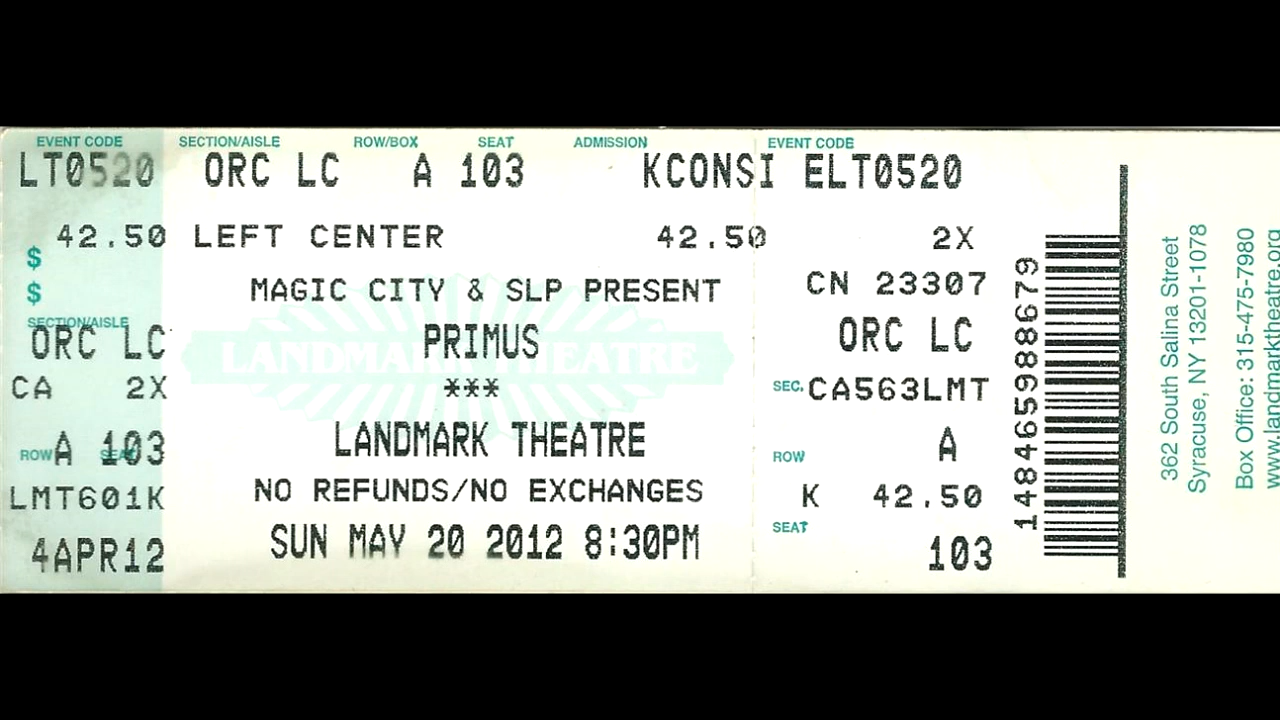 EVENT CODE SECTION/AISLE ROW/BOX SEAT ADMISSION EVENT CODE
LT0520 ORC LC A 103 KCONSI ELT0520
$ 42.50 LEFT CENTER 42.50 2X
$
MAGIC CITY & SLP PRESENT CN 23307
SECTION/AISLE
ORC LC PRIMUS ORC LC
LANDMARK THEATRE
CA 2X *** SEC. CA563LMT
ROW A SEAT 103 LANDMARK THEATRE ROW A
LMT601K NO REFUNDS/NO EXCHANGES K 42.50
4APR12 SUN MAY 20 2012 8:30PM SEAT 103
148465988679
362 South Salina Street
Syracuse, NY 13201-1078
Box Office: 315-475-7980
www.landmarktheatre.org